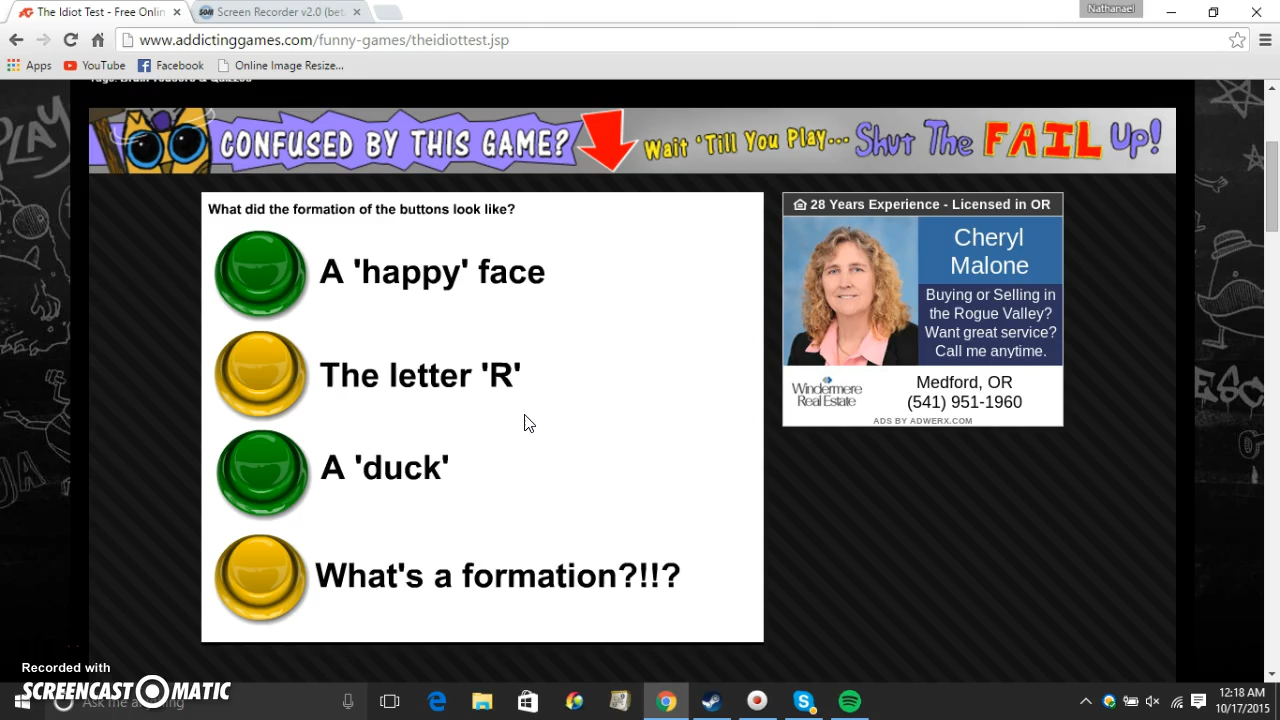 The Idiot Test - Free Onlin
Screen Recorder v2.0 (bet
Nathanael
www.addictinggames.com/funny-games/theidiottest.jsp
Apps YouTube Facebook Online Image Resize...
CONFUSED BY THIS GAME? Wait 'Till You Play... Shut The FAIL Up!
What did the formation of the buttons look like?
A 'happy' face
The letter 'R'
A 'duck'
What's a formation?!!?
28 Years Experience - Licensed in OR
Cheryl
Malone
Buying or Selling in
the Rogue Valley?
Want great service?
Call me anytime.
Windermere
Real Estate
Medford, OR
(541) 951-1960
ADS BY ADWERX.COM
Recorded with
SCREENCAST MATIC
Ask me a
12:18 AM
10/17/2015